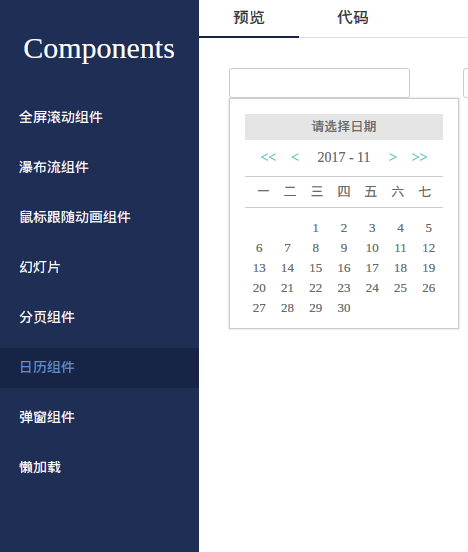 预览 代码
Components
全屏滚动组件
瀑布流组件
鼠标跟随动画组件
幻灯片
分页组件
日历组件
弹窗组件
懒加载
请选择日期
<< < 2017 - 11 > >>
一 二 三 四 五 六 七
1 2 3 4 5
6 7 8 9 10 11 12
13 14 15 16 17 18 19
20 21 22 23 24 25 26
27 28 29 30